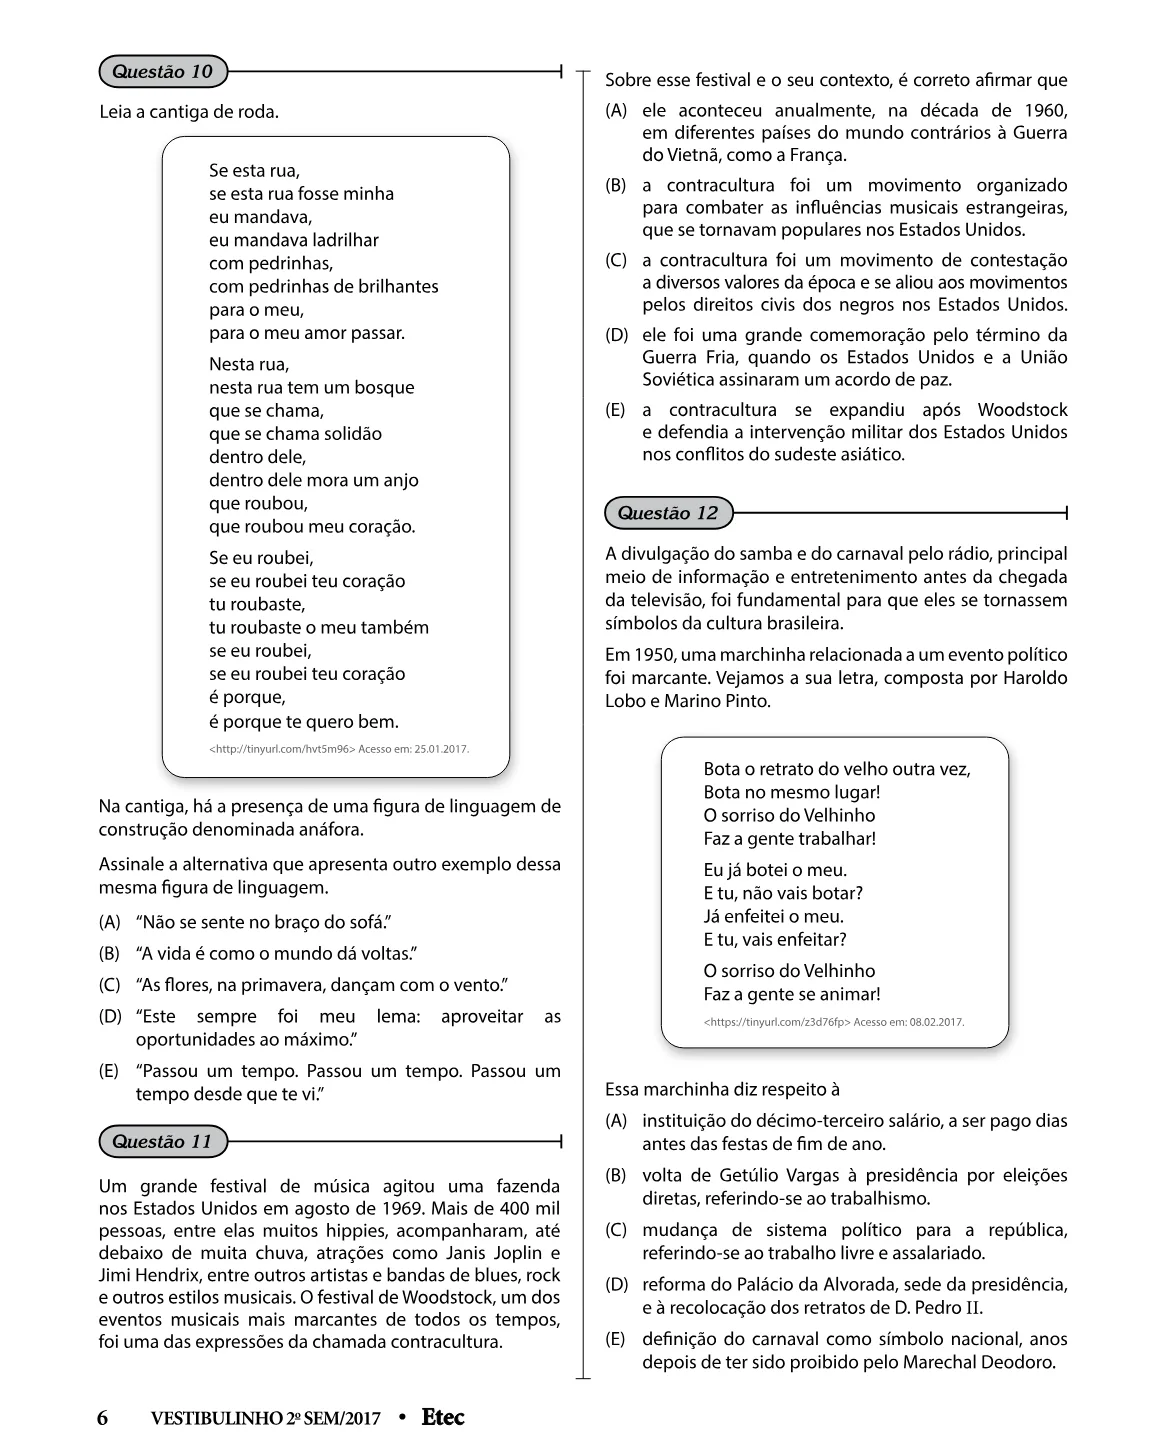 Questão 10
Leia a cantiga de roda.
Se esta rua,
se esta rua fosse minha
eu mandava,
eu mandava ladrilhar
com pedrinhas,
com pedrinhas de brilhantes
para o meu,
para o meu amor passar.
Nesta rua,
nesta rua tem um bosque
que se chama,
que se chama solidão
dentro dele,
dentro dele mora um anjo
que roubou,
que roubou meu coração.
Se eu roubei,
se eu roubei teu coração
tu roubaste,
tu roubaste o meu também
se eu roubei,
se eu roubei teu coração
é porque,
é porque te quero bem.
<http://tinyurl.com/hvt5m96> Acesso em: 25.01.2017.
Na cantiga, há a presença de uma figura de linguagem de
construção denominada anáfora.
Assinale a alternativa que apresenta outro exemplo dessa
mesma figura de linguagem.
(A) “Não se sente no braço do sofá.”
(B) “A vida é como o mundo dá voltas.”
(C) “As flores, na primavera, dançam com o vento.”
(D) “Este sempre foi meu lema: aproveitar as
oportunidades ao máximo.”
(E) “Passou um tempo. Passou um tempo. Passou um
tempo desde que te vi.”
Questão 11
Um grande festival de música agitou uma fazenda
nos Estados Unidos em agosto de 1969. Mais de 400 mil
pessoas, entre elas muitos hippies, acompanharam, até
debaixo de muita chuva, atrações como Janis Joplin e
Jimi Hendrix, entre outros artistas e bandas de blues, rock
e outros estilos musicais. O festival de Woodstock, um dos
eventos musicais mais marcantes de todos os tempos,
foi uma das expressões da chamada contracultura.
Sobre esse festival e o seu contexto, é correto afirmar que
(A) ele aconteceu anualmente, na década de 1960,
em diferentes países do mundo contrários à Guerra
do Vietnã, como a França.
(B) a contracultura foi um movimento organizado
para combater as influências musicais estrangeiras,
que se tornavam populares nos Estados Unidos.
(C) a contracultura foi um movimento de contestação
a diversos valores da época e se aliou aos movimentos
pelos direitos civis dos negros nos Estados Unidos.
(D) ele foi uma grande comemoração pelo término da
Guerra Fria, quando os Estados Unidos e a União
Soviética assinaram um acordo de paz.
(E) a contracultura se expandiu após Woodstock
e defendia a intervenção militar dos Estados Unidos
nos conflitos do sudeste asiático.
Questão 12
A divulgação do samba e do carnaval pelo rádio, principal
meio de informação e entretenimento antes da chegada
da televisão, foi fundamental para que eles se tornassem
símbolos da cultura brasileira.
Em 1950, uma marchinha relacionada a um evento político
foi marcante. Vejamos a sua letra, composta por Haroldo
Lobo e Marino Pinto.
Bota o retrato do velho outra vez,
Bota no mesmo lugar!
O sorriso do Velhinho
Faz a gente trabalhar!
Eu já botei o meu.
E tu, não vais botar?
Já enfeitei o meu.
E tu, vais enfeitar?
O sorriso do Velhinho
Faz a gente se animar!
<https://tinyurl.com/z3d76fp> Acesso em: 08.02.2017.
Essa marchinha diz respeito à
(A) instituição do décimo-terceiro salário, a ser pago dias
antes das festas de fim de ano.
(B) volta de Getúlio Vargas à presidência por eleições
diretas, referindo-se ao trabalhismo.
(C) mudança de sistema político para a república,
referindo-se ao trabalho livre e assalariado.
(D) reforma do Palácio da Alvorada, sede da presidência,
e à recolocação dos retratos de D. Pedro II.
(E) definição do carnaval como símbolo nacional, anos
depois de ter sido proibido pelo Marechal Deodoro.
6 VESTIBULINHO 2º SEM/2017 • Etec